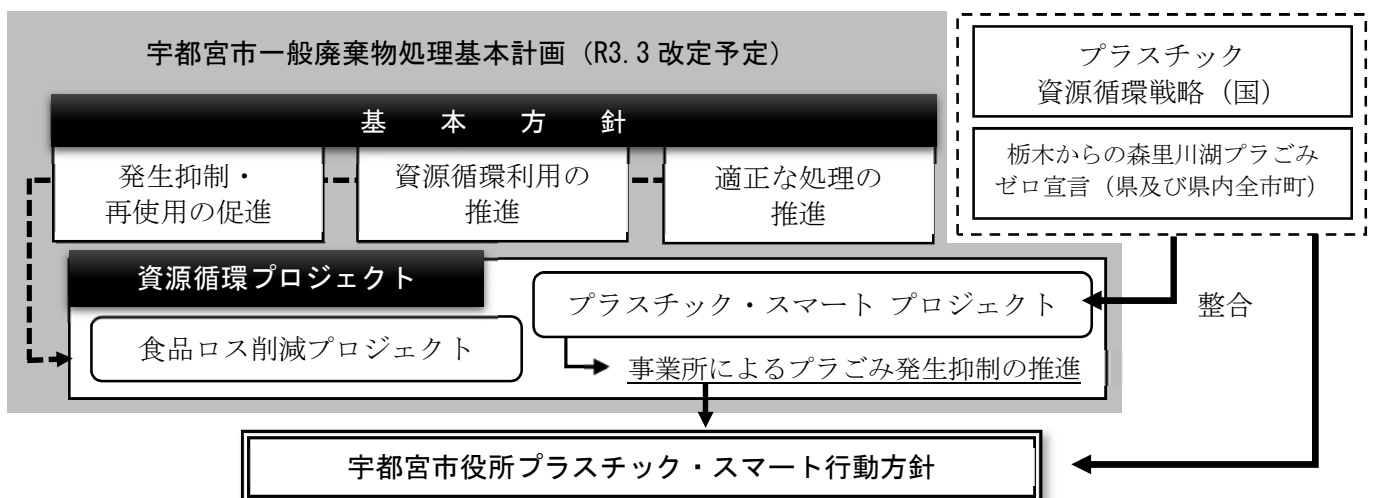 宇都宮市一般廃棄物処理基本計画（R3.3 改定予定）
基本方針
発生抑制・
再使用の促進
資源循環利用の
推進
適正な処理の
推進
プラスチック
資源循環戦略（国）
栃木からの森里川湖プラごみ
ゼロ宣言（県及び県内全市町）
資源循環プロジェクト
食品ロス削減プロジェクト
プラスチック・スマート プロジェクト
事業所によるプラごみ発生抑制の推進
整合
宇都宮市役所プラスチック・スマート行動方針